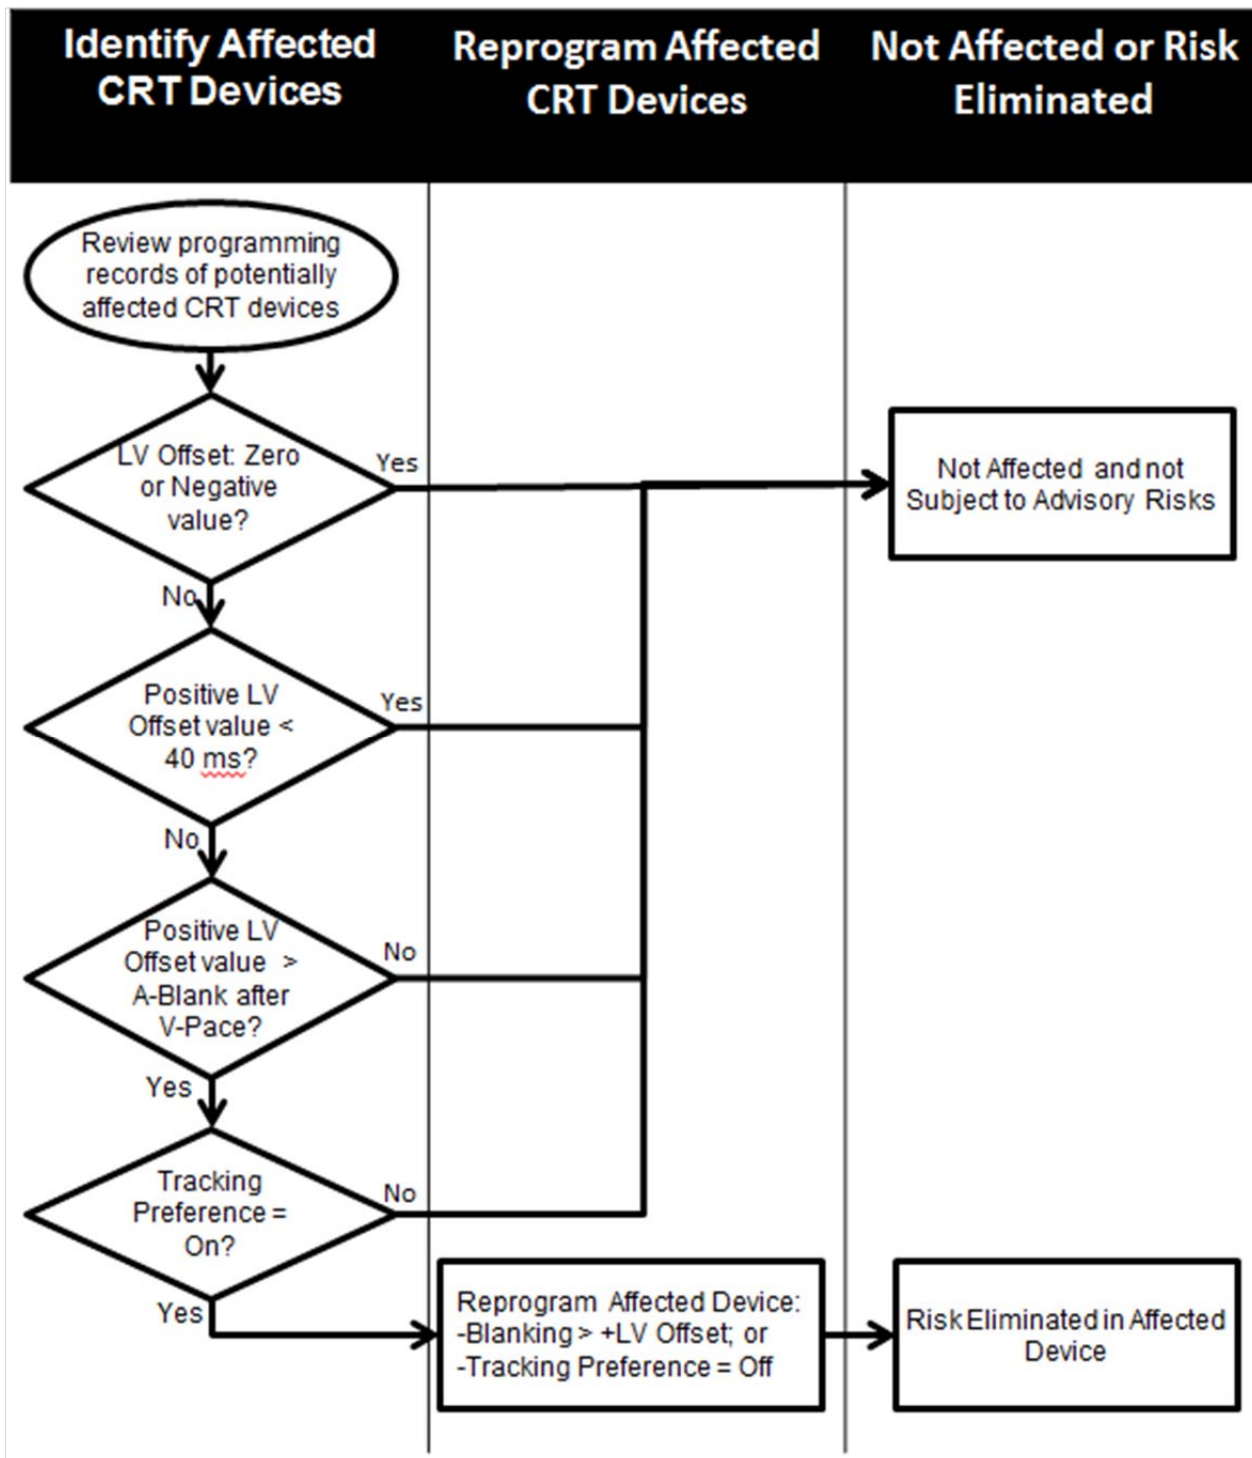 Identify Affected
CRT Devices
Reprogram Affected
CRT Devices
Not Affected or Risk
Eliminated
Review programming
records of potentially
affected CRT devices
LV Offset: Zero
or Negative
value?
Yes
No
Not Affected and not
Subject to Advisory Risks
Positive LV
Offset value <
40 ms?
Yes
No
Positive LV
Offset value >
A-Blank after
V-Pace?
No
Yes
Tracking
Preference =
On?
No
Yes
Reprogram Affected Device:
-Blanking > +LV Offset; or
-Tracking Preference = Off
Risk Eliminated in Affected
Device